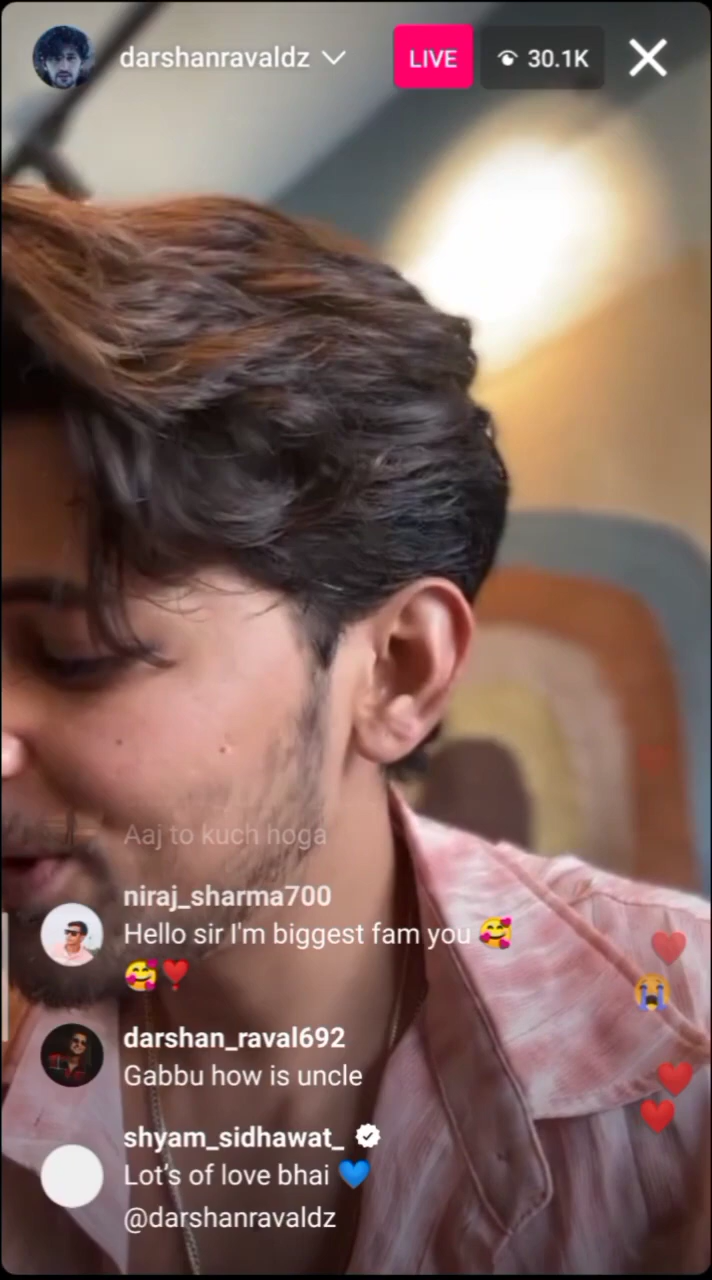 darshanravaldz
LIVE
30.1K
Aaj to kuch hoga
niraj_sharma700
Hello sir I'm biggest fam you 🥰
🥰❣️
darshan_raval692
Gabbu how is uncle
shyam_sidhawat_
Lot's of love bhai 💙
@darshanravaldz